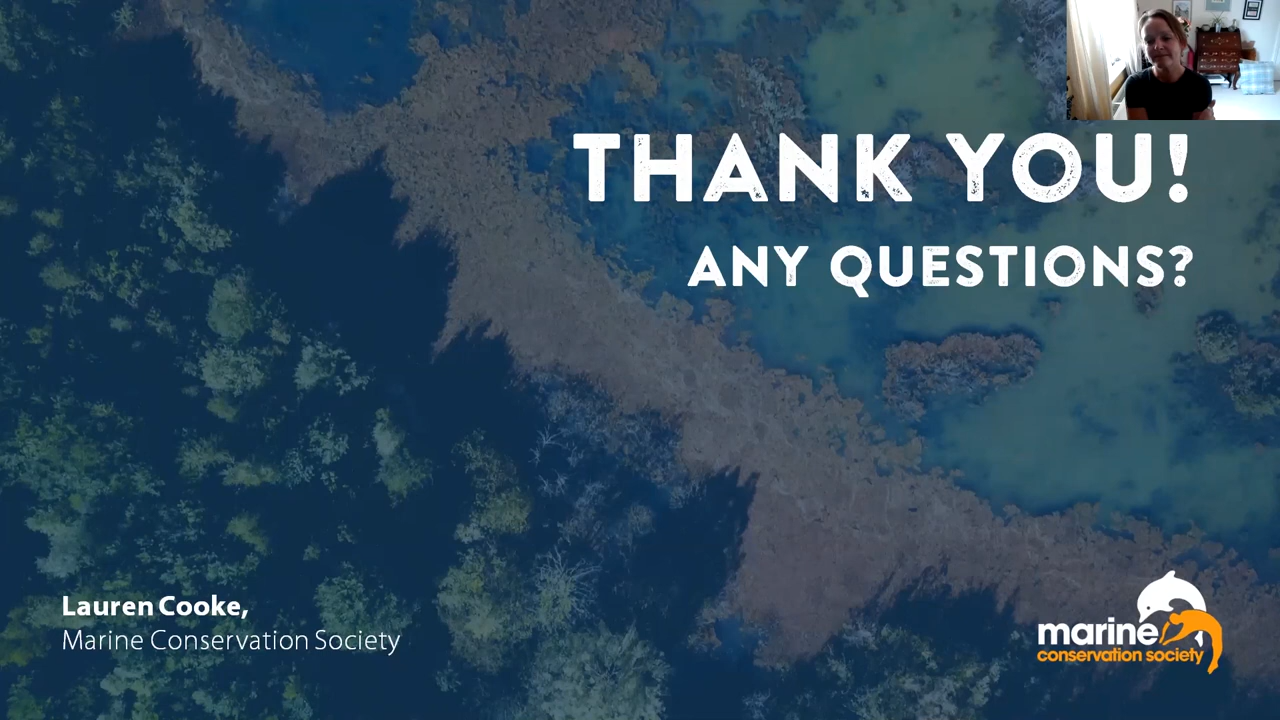 THANK YOU!
ANY QUESTIONS?
Lauren Cooke,
Marine Conservation Society
marine
conservation society